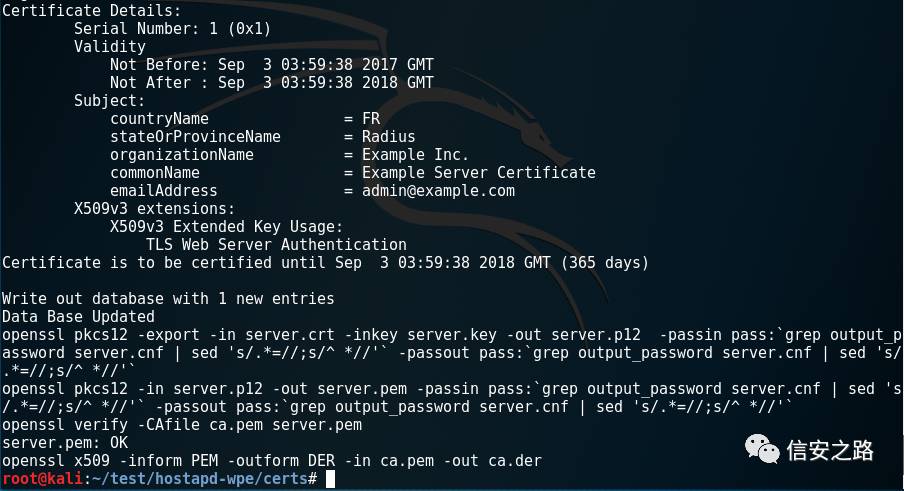 Certificate Details:
        Serial Number: 1 (0x1)
        Validity
            Not Before: Sep  3 03:59:38 2017 GMT
            Not After : Sep  3 03:59:38 2018 GMT
        Subject:
            countryName               = FR
            stateOrProvinceName       = Radius
            organizationName          = Example Inc.
            commonName                = Example Server Certificate
            emailAddress              = admin@example.com
        X509v3 extensions:
            X509v3 Extended Key Usage:
                TLS Web Server Authentication
Certificate is to be certified until Sep  3 03:59:38 2018 GMT (365 days)

Write out database with 1 new entries
Data Base Updated
openssl pkcs12 -export -in server.crt -inkey server.key -out server.p12  -passin pass:`grep output_p
assword server.cnf | sed 's/.*=//;s/^ *//'` -passout pass:`grep output_password server.cnf | sed 's/
.*=//;s/^ *//'`
openssl pkcs12 -in server.p12 -out server.pem -passin pass:`grep output_password server.cnf | sed 's
/.*=//;s/^ *//'` -passout pass:`grep output_password server.cnf | sed 's/.*=//;s/^ *//'`
openssl verify -CAfile ca.pem server.pem
server.pem: OK
openssl x509 -inform PEM -outform DER -in ca.pem -out ca.der
root@kali:~/test/hostapd-wpe/certs#
信安之路